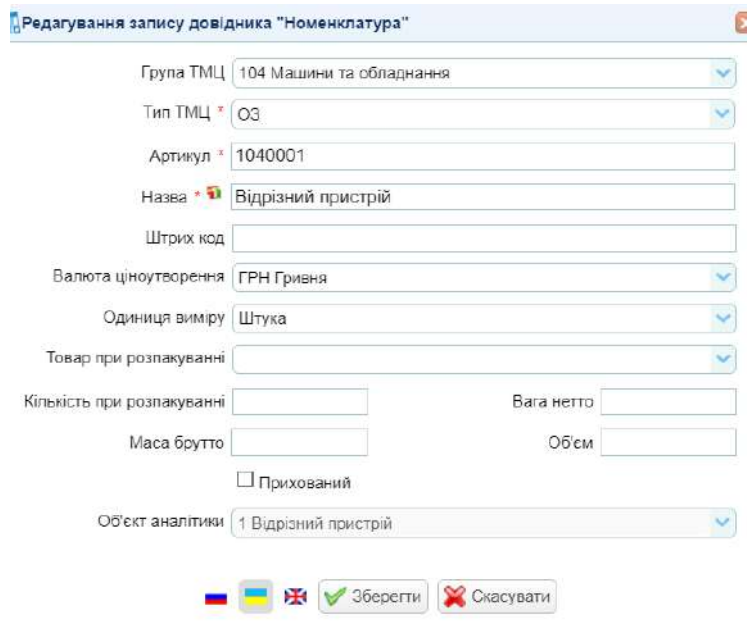 Редагування запису довідника "Номенклатура"
Група ТМЦ 104 Машини та обладнання
Тип ТМЦ * ОЗ
Артикул * 1040001
Назва * Відрізний пристрій
Штрих код
Валюта ціноутворення ГРН Гривня
Одиниця виміру Штука
Товар при розпакуванні
Кількість при розпакуванні Вага нетто
Маса брутто Об'єм
Прихований
Об'єкт аналітики 1 Відрізний пристрій
Зберегти Скасувати